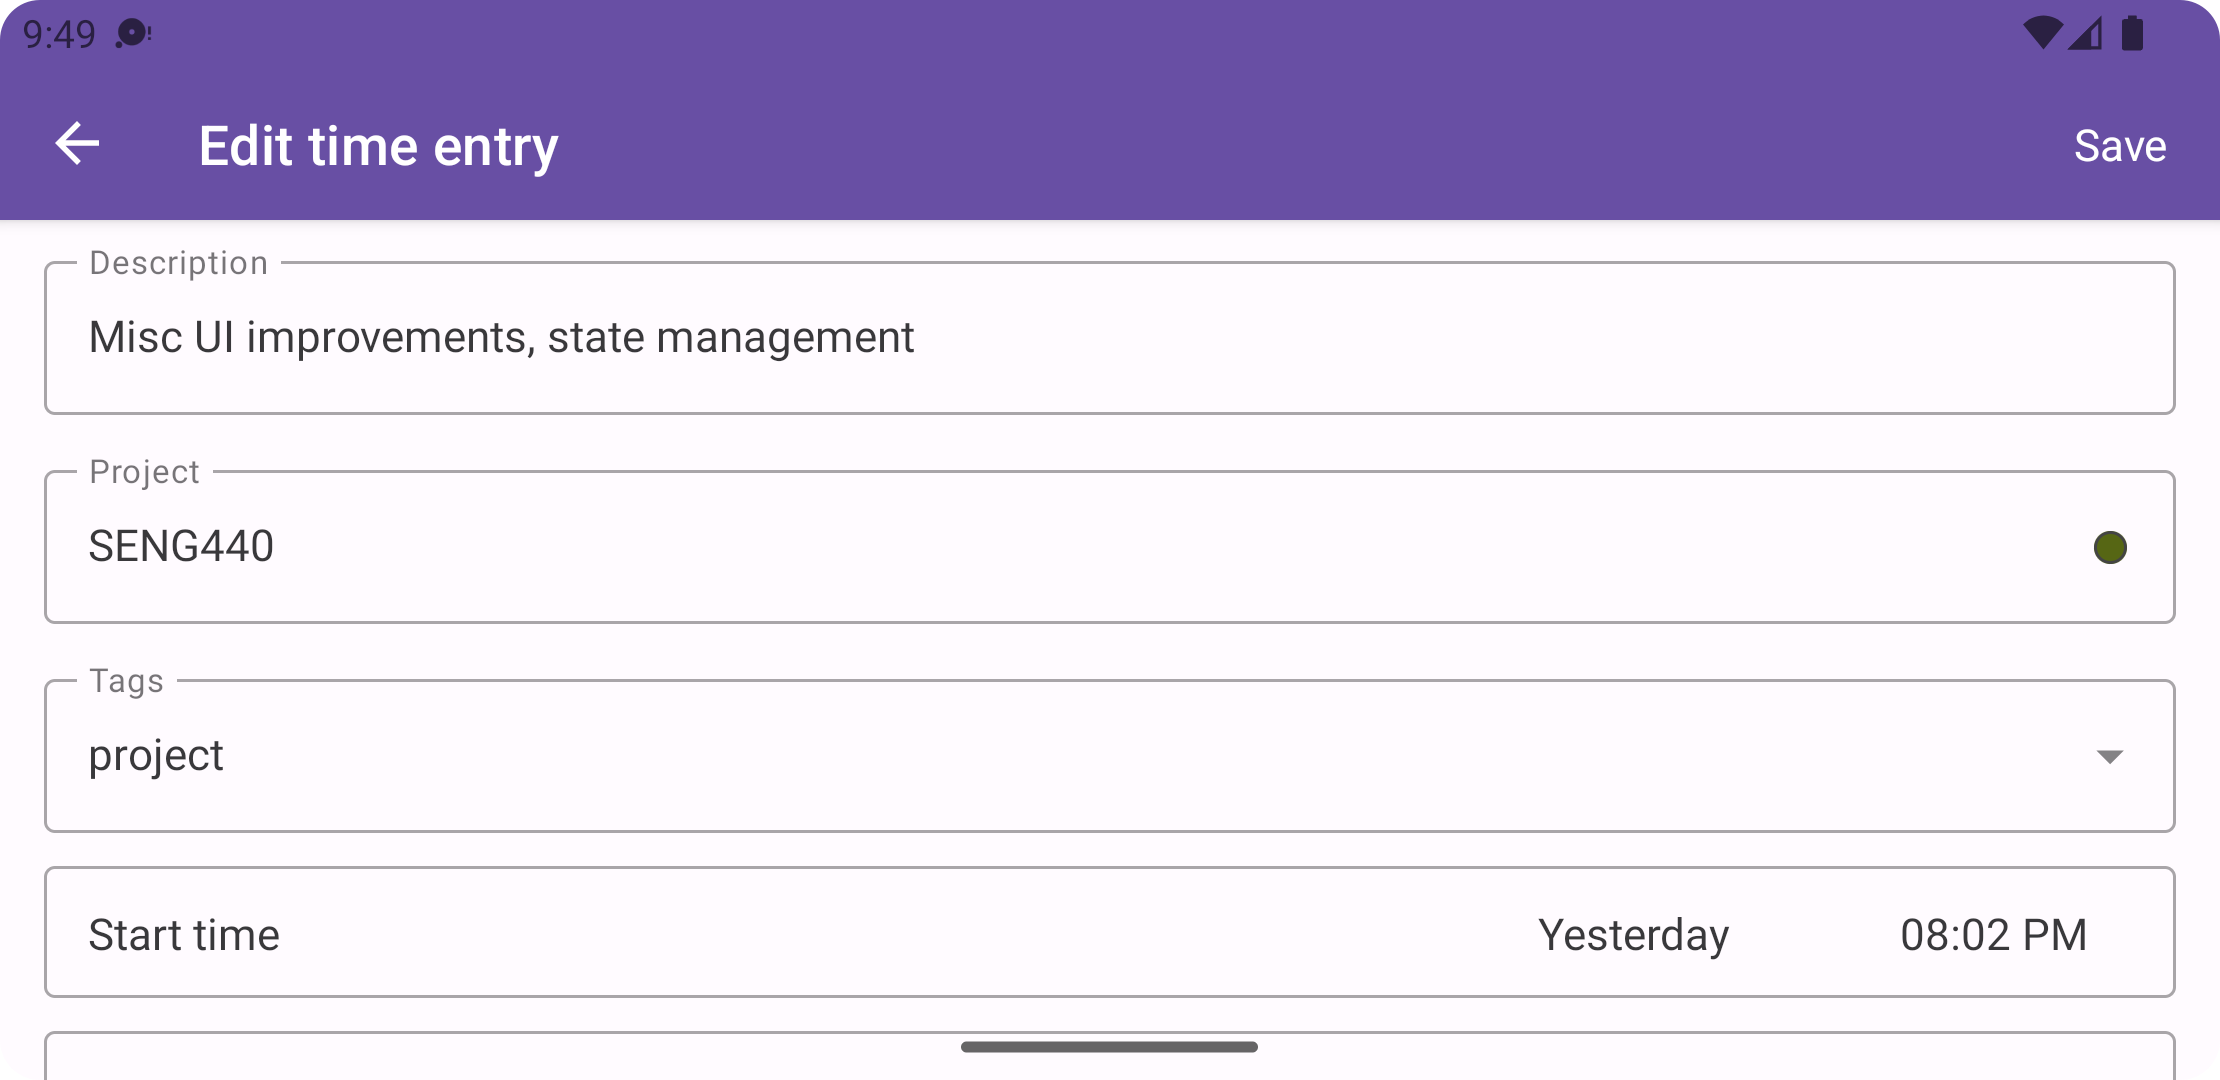 9:49
Edit time entry
Save
Description
Misc UI improvements, state management
Project
SENG440
Tags
project
Start time Yesterday 08:02 PM